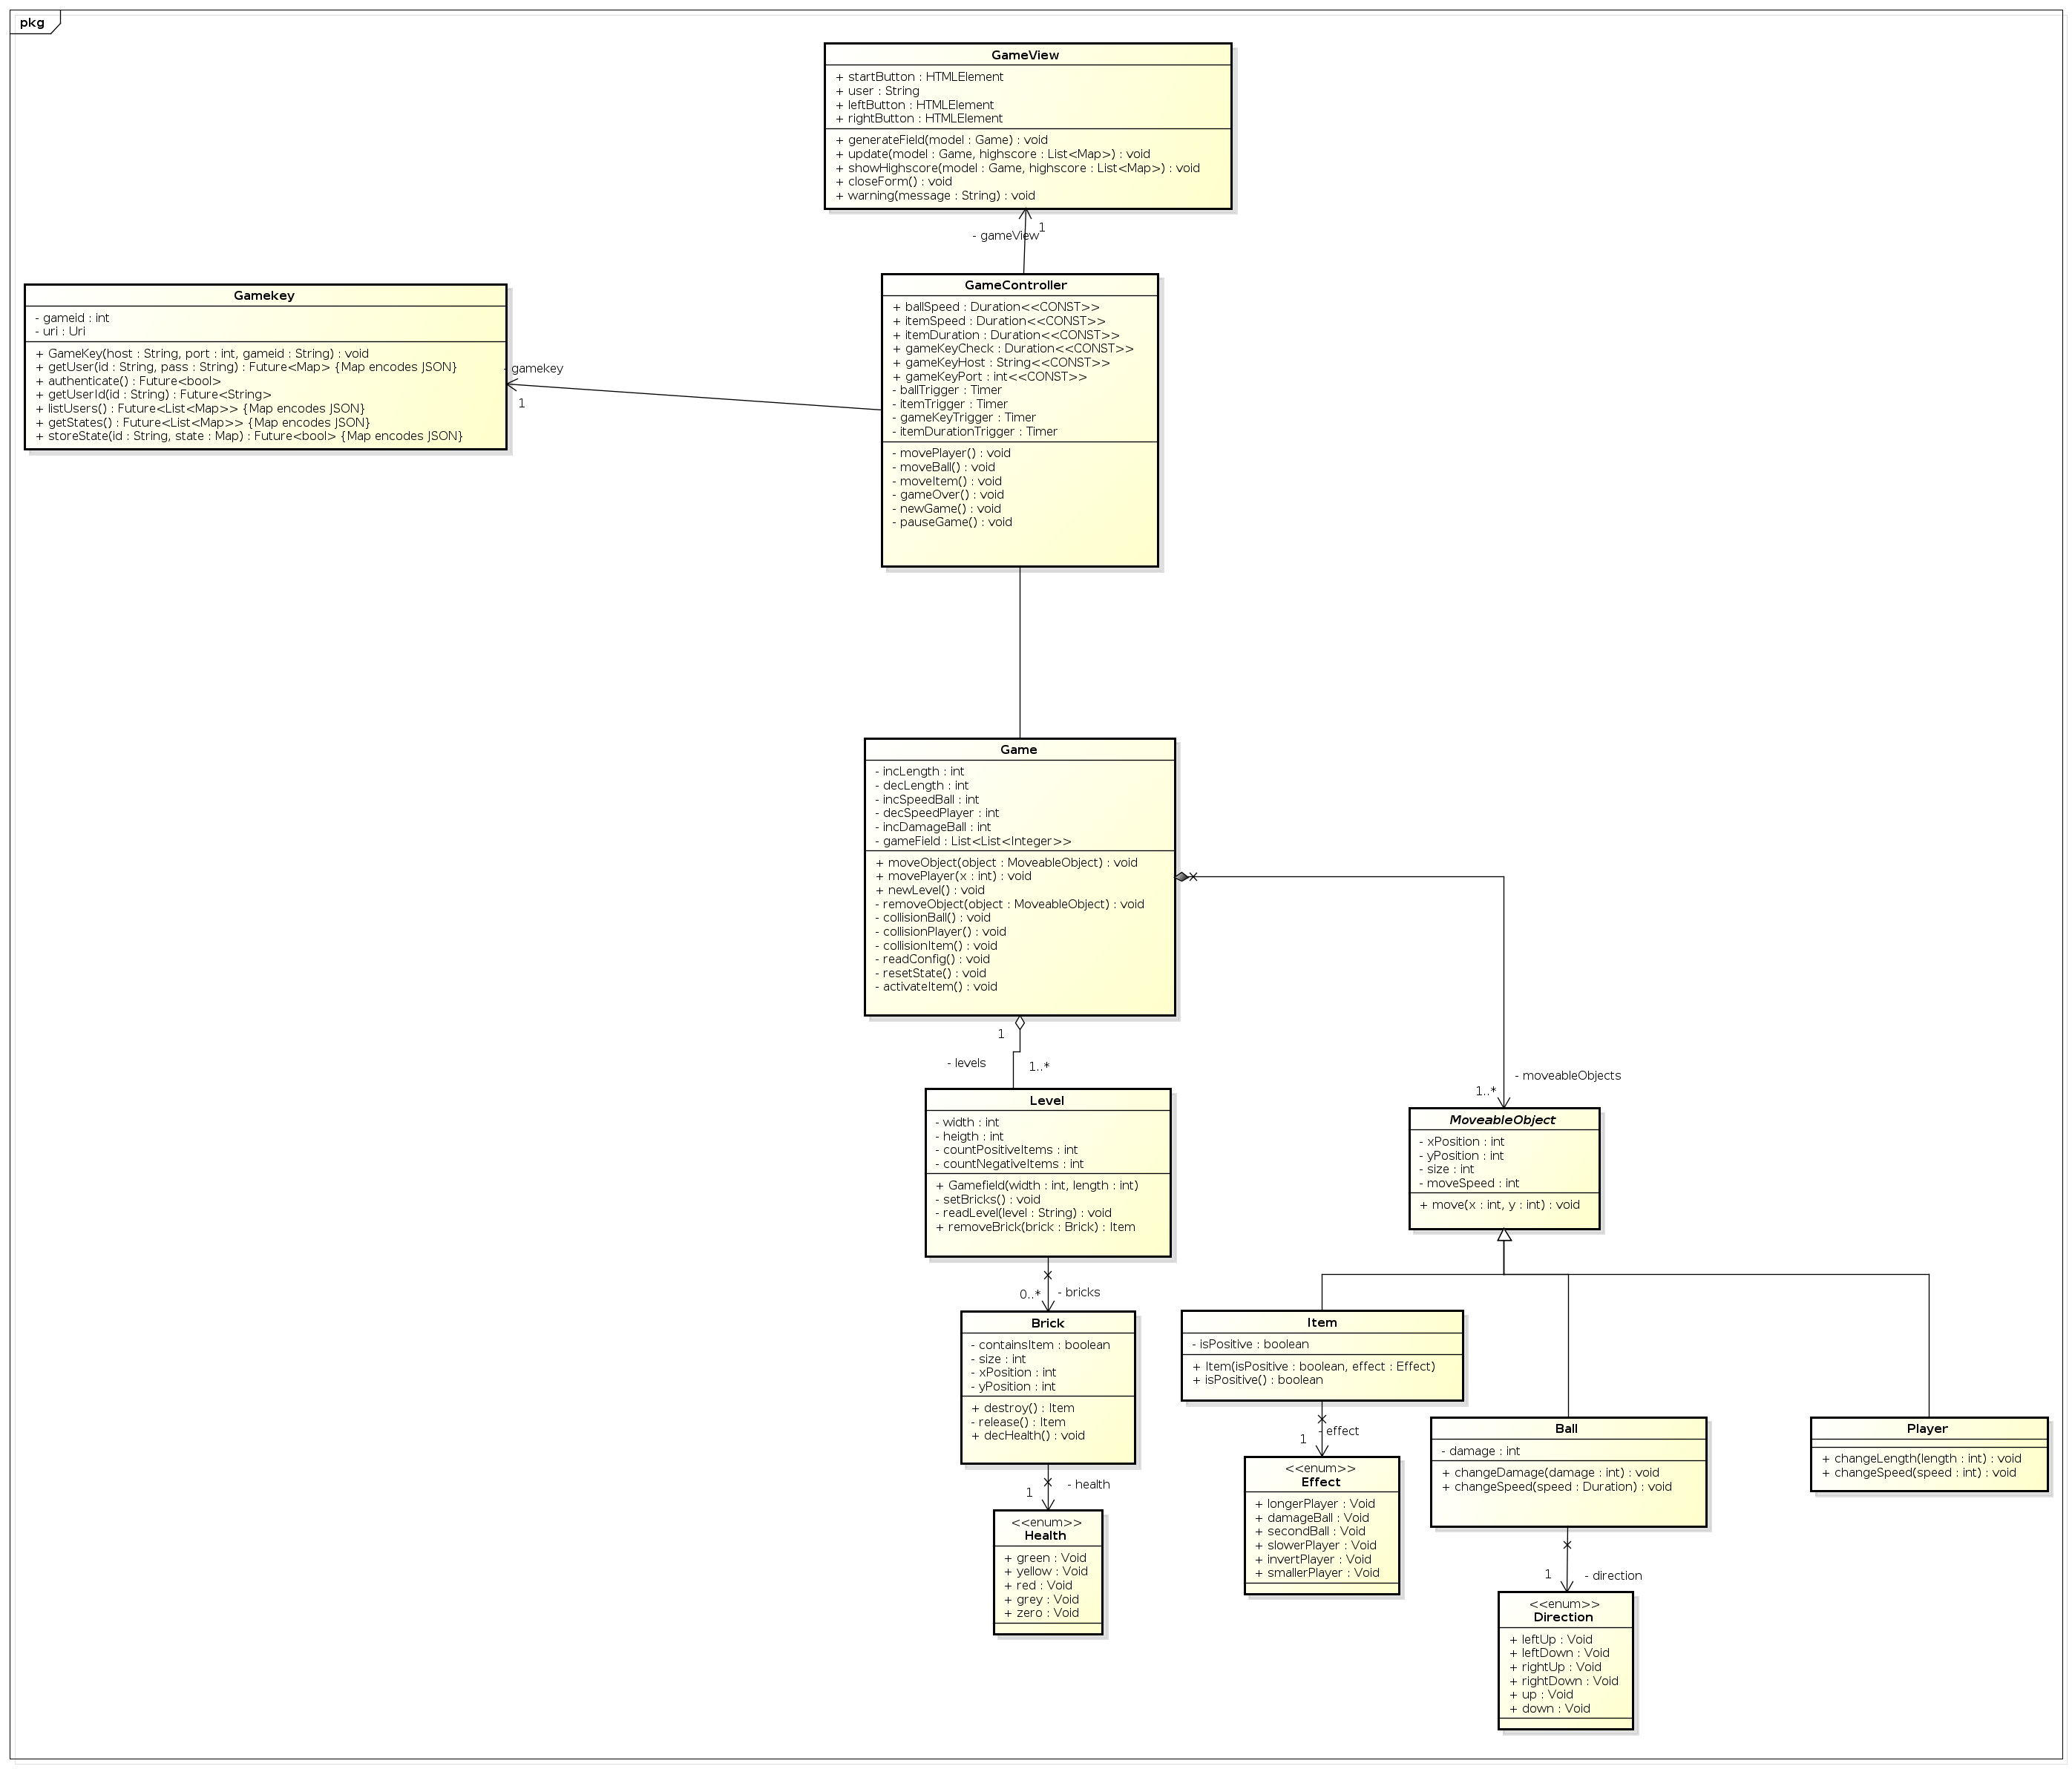 pkg
GameView
+ startButton : HTMLElement
+ user : String
+ leftButton : HTMLElement
+ rightButton : HTMLElement
+ generateField(model : Game) : void
+ update(model : Game, highscore : List<Map>) : void
+ showHighscore(model : Game, highscore : List<Map>) : void
+ closeForm() : void
+ warning(message : String) : void
1
- gameView
Gamekey
- gameid : int
- uri : Uri
+ GameKey(host : String, port : int, gameid : String) : void
+ getUser(id : String, pass : String) : Future<Map> {Map encodes JSON}
+ authenticate() : Future<bool>
+ getUserId(id : String) : Future<String>
+ listUsers() : Future<List<Map>> {Map encodes JSON}
+ getStates() : Future<List<Map>> {Map encodes JSON}
+ storeState(id : String, state : Map) : Future<bool> {Map encodes JSON}
- gamekey
1
GameController
+ ballSpeed : Duration<<CONST>>
+ itemSpeed : Duration<<CONST>>
+ itemDuration : Duration<<CONST>>
+ gameKeyCheck : Duration<<CONST>>
+ gameKeyHost : String<<CONST>>
+ gameKeyPort : int<<CONST>>
- ballTrigger : Timer
- itemTrigger : Timer
- gameKeyTrigger : Timer
- itemDurationTrigger : Timer
- movePlayer() : void
- moveBall() : void
- moveItem() : void
- gameOver() : void
- newGame() : void
- pauseGame() : void
Game
- incLength : int
- decLength : int
- incSpeedBall : int
- decSpeedPlayer : int
- incDamageBall : int
- gameField : List<List<Integer>>
+ moveObject(object : MoveableObject) : void
+ movePlayer(x : int) : void
+ newLevel() : void
- removeObject(object : MoveableObject) : void
- collisionBall() : void
- collisionPlayer() : void
- collisionItem() : void
- readConfig() : void
- resetState() : void
- activateItem() : void
1
- levels
1..*
- moveableObjects
1..*
Level
- width : int
- heigth : int
- countPositiveItems : int
- countNegativeItems : int
+ Gamefield(width : int, length : int)
- setBricks() : void
- readLevel(level : String) : void
+ removeBrick(brick : Brick) : Item
0..*
- bricks
MoveableObject
- xPosition : int
- yPosition : int
- size : int
- moveSpeed : int
+ move(x : int, y : int) : void
Brick
- containsItem : boolean
- size : int
- xPosition : int
- yPosition : int
+ destroy() : Item
- release() : Item
+ decHealth() : void
1
- health
<<enum>>
Health
+ green : Void
+ yellow : Void
+ red : Void
+ grey : Void
+ zero : Void
Item
- isPositive : boolean
+ Item(isPositive : boolean, effect : Effect)
+ isPositive() : boolean
- effect
1
<<enum>>
Effect
+ longerPlayer : Void
+ damageBall : Void
+ secondBall : Void
+ slowerPlayer : Void
+ invertPlayer : Void
+ smallerPlayer : Void
Ball
- damage : int
+ changeDamage(damage : int) : void
+ changeSpeed(speed : Duration) : void
1
- direction
<<enum>>
Direction
+ leftUp : Void
+ leftDown : Void
+ rightUp : Void
+ rightDown : Void
+ up : Void
+ down : Void
Player
+ changeLength(length : int) : void
+ changeSpeed(speed : int) : void